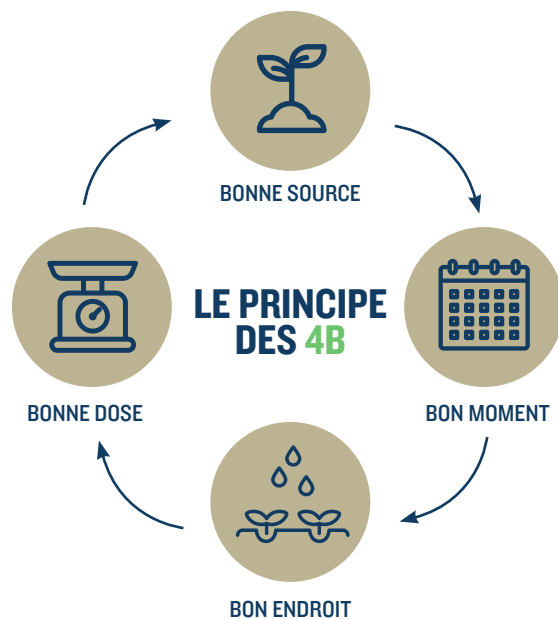 BONNE SOURCE
LE PRINCIPE
DES 4B
BONNE DOSE
BON MOMENT
BON ENDROIT